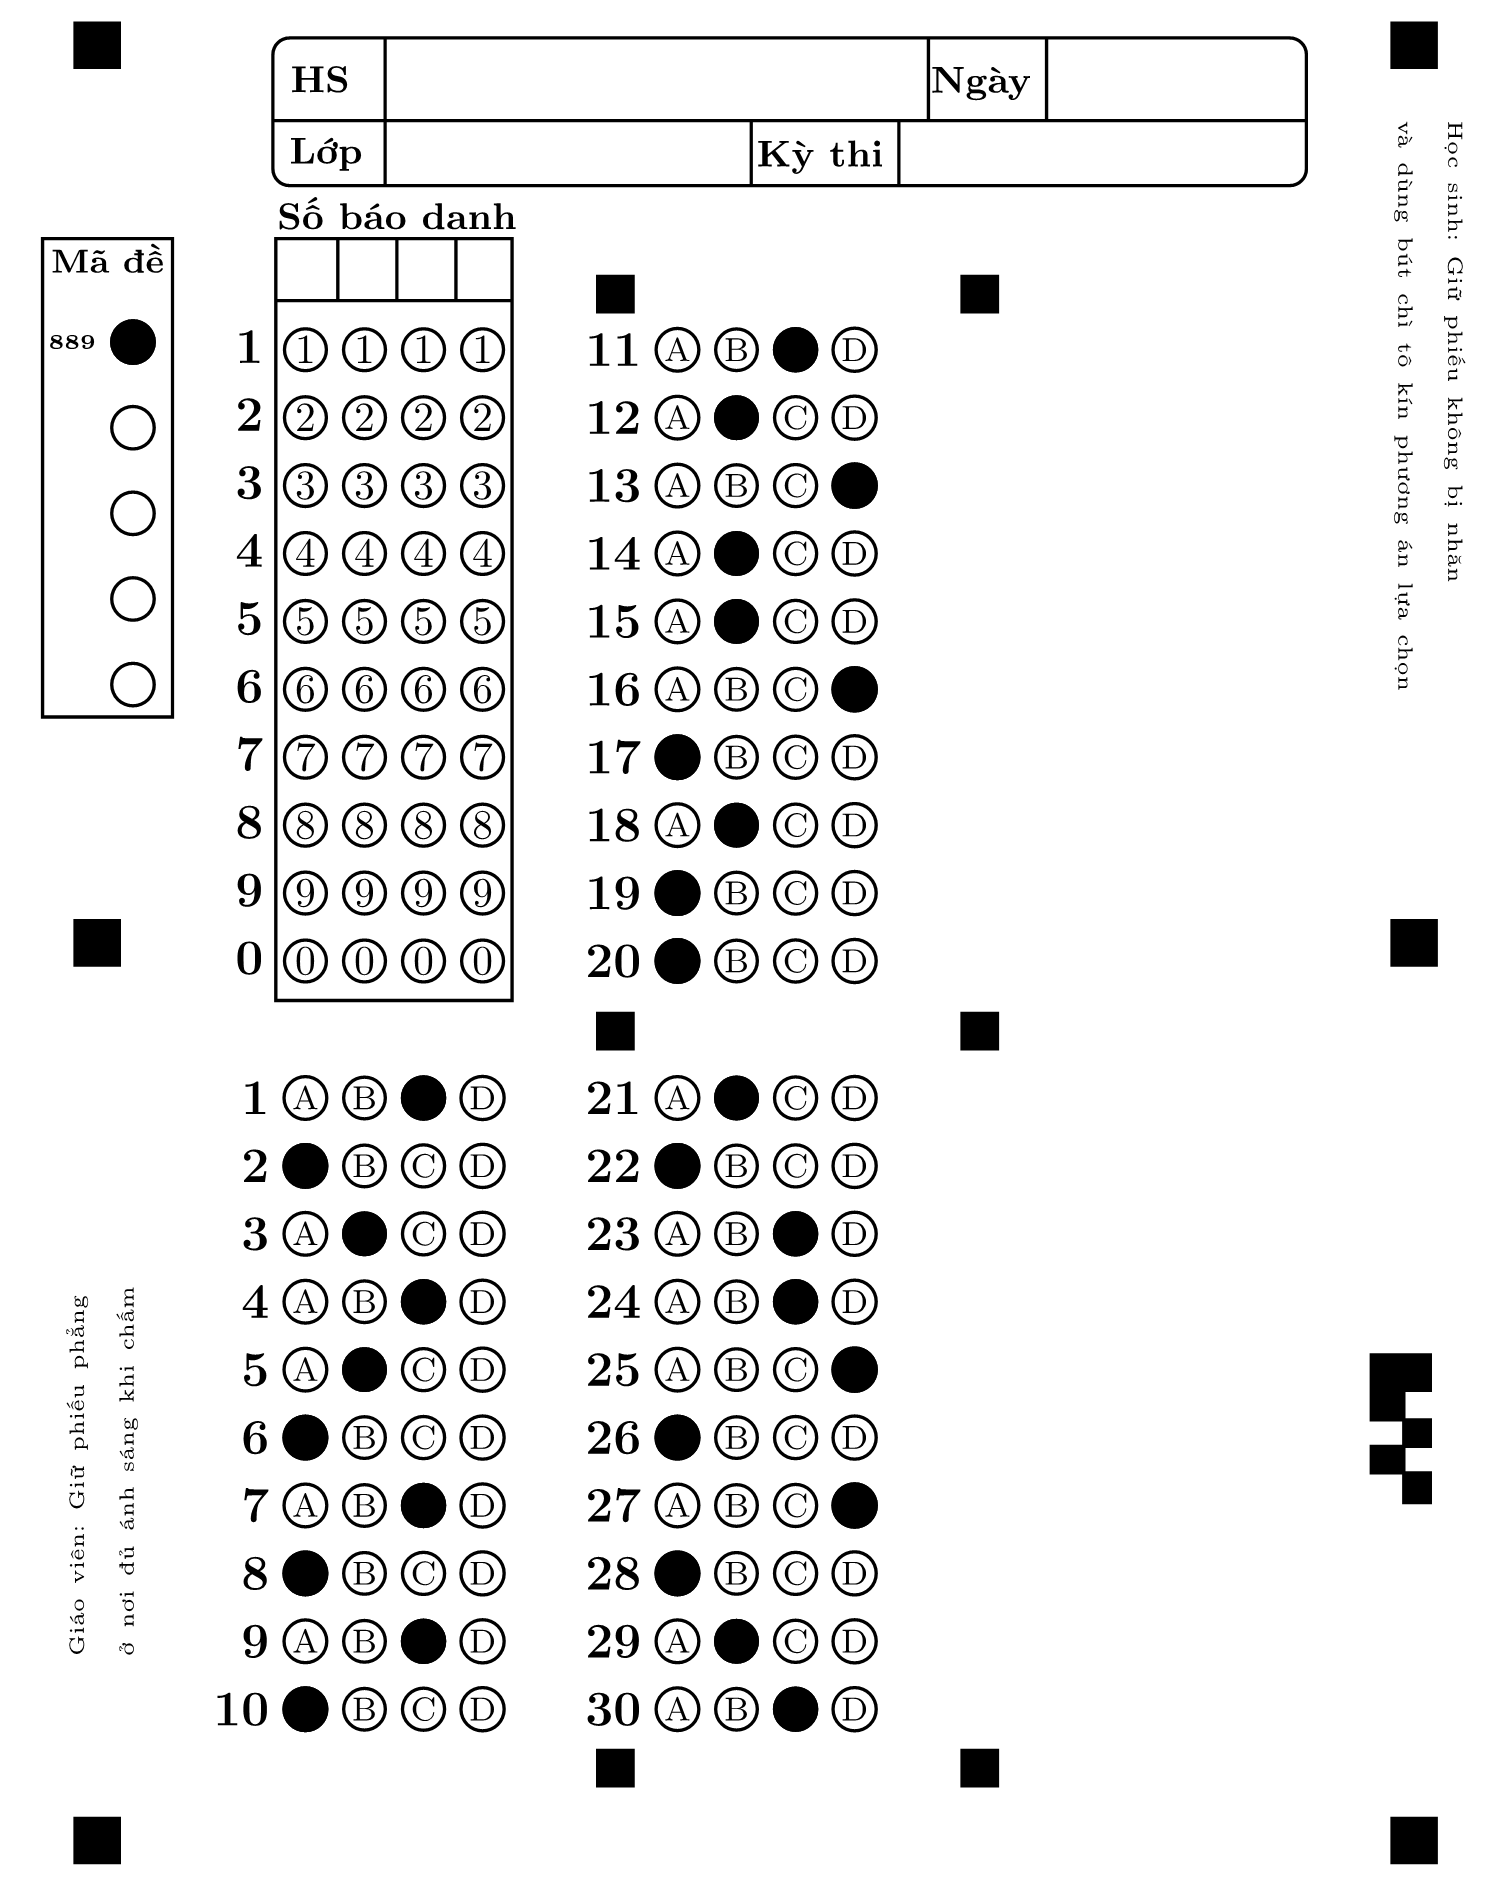 HS Ngày
Lớp Kỳ thi
Số báo danh
Mã đề
889
1 1 1 1 1
2 2 2 2 2
3 3 3 3 3
4 4 4 4 4
5 5 5 5 5
6 6 6 6 6
7 7 7 7 7
8 8 8 8 8
9 9 9 9 9
0 0 0 0 0
11 A B D
12 A C D
13 A B C
14 A C D
15 A C D
16 A B C
17 B C D
18 A C D
19 B C D
20 B C D
1 A B D
2 B C D
3 A C D
4 A B D
5 A C D
6 B C D
7 A B D
8 B C D
9 A B D
10 B C D
21 A C D
22 B C D
23 A B D
24 A B D
25 A B C
26 B C D
27 A B C
28 B C D
29 A C D
30 A B D
Học sinh: Giữ phiếu không bị nhăn
và dùng bút chì tô kín phương án lựa chọn
Giáo viên: Giữ phiếu phẳng
ở nơi đủ ánh sáng khi chấm